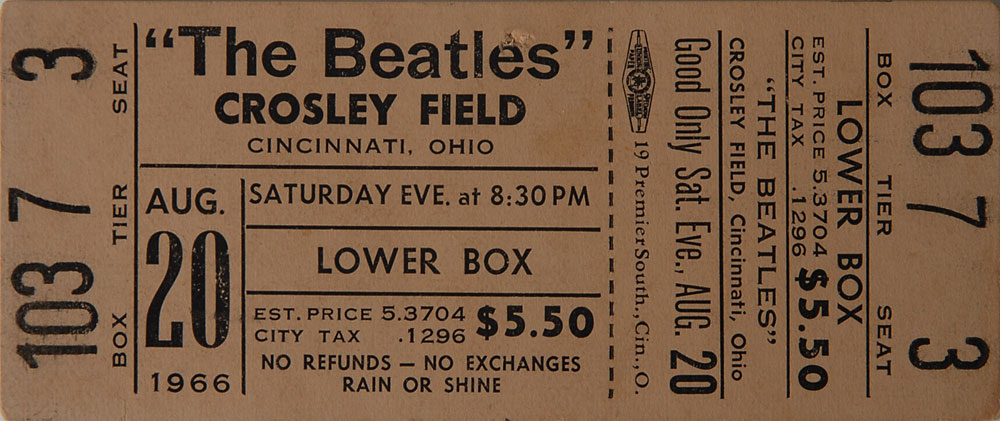 SEAT 3
TIER 7
BOX 103
"The Beatles"
CROSLEY FIELD
CINCINNATI, OHIO
AUG.
20
1966
SATURDAY EVE. at 8:30 PM
LOWER BOX
EST. PRICE 5.3704
CITY TAX .1296
$5.50
NO REFUNDS — NO EXCHANGES
RAIN OR SHINE
19 Premier South., Cin., O.
Good Only Sat. Eve., AUG. 20
CROSLEY FIELD, Cincinnati, Ohio
"THE BEATLES"
EST. PRICE 5.3704
CITY TAX .1296
$5.50
LOWER BOX
BOX TIER SEAT
103 7 3